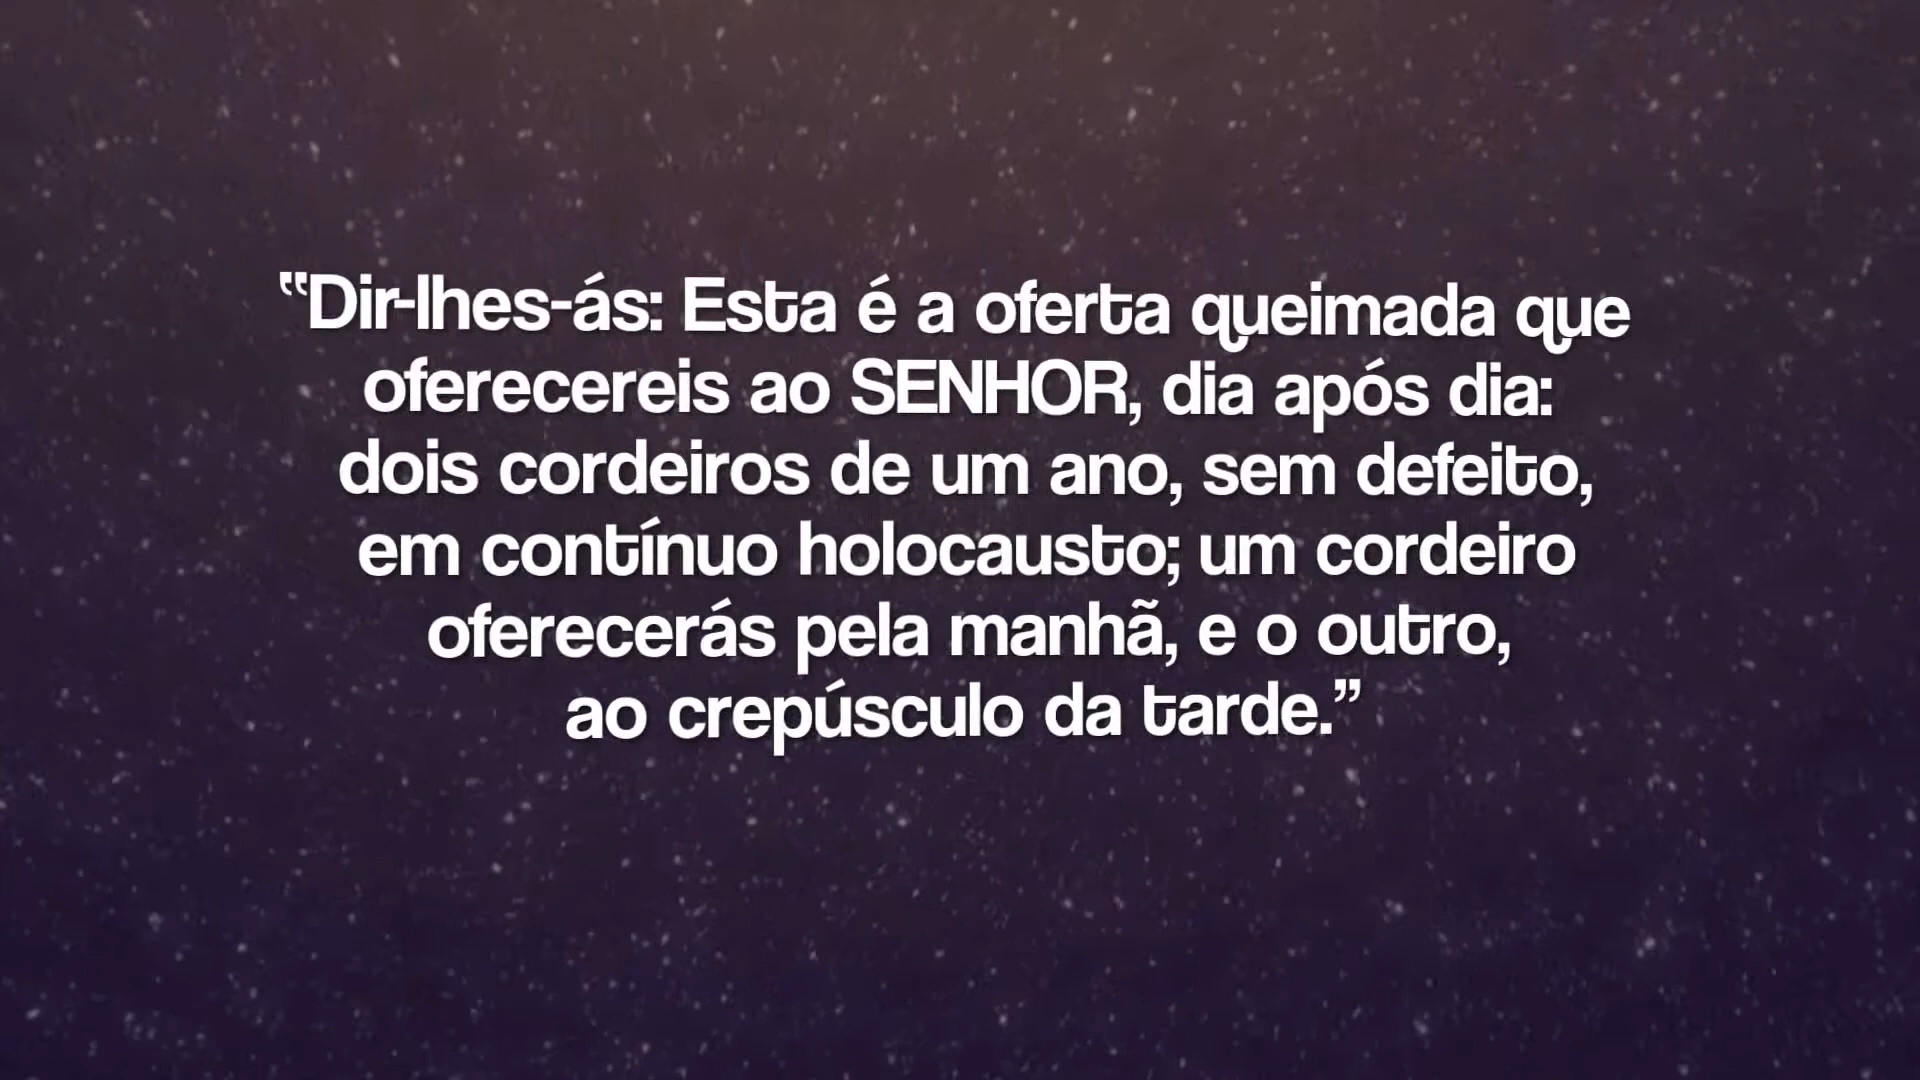 “Dir-lhes-ás: Esta é a oferta queimada que
oferecereis ao SENHOR, dia após dia:
dois cordeiros de um ano, sem defeito,
em contínuo holocausto; um cordeiro
oferecerás pela manhã, e o outro,
ao crepúsculo da tarde.”